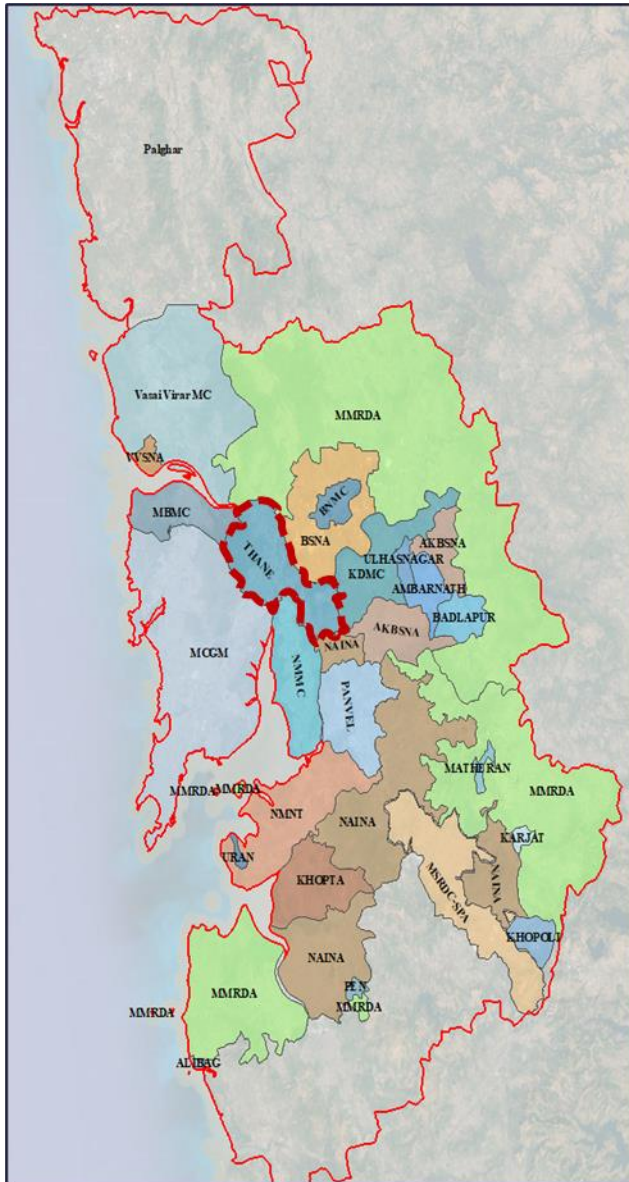 Palghar
Vasai Virar MC
MMRDA
VVSNA
BNMC
MBMC
BSNA
THANE
AKBSNA
ULHASNAGAR
KDMC
AMBARNATH
BADLAPUR
AKBSNA
NAINA
MCGM
NMMC
PANVEL
MATHERAN
MMRDA
MMRDA
MMRDA
NMNT
NAINA
KARJAT
URAN
MSRDC-SPA
NAINA
KHOPTA
KHOPOLI
NAINA
PEN
MMRDA
MMRDA
MMRDA
ALIBAG